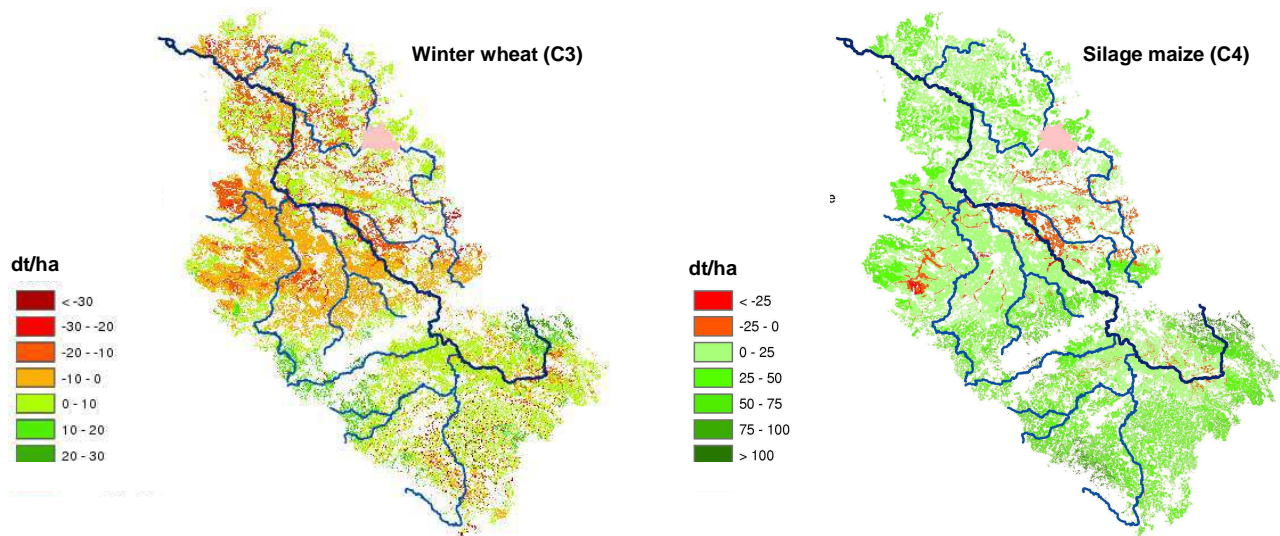 Winter wheat (C3)
dt/ha
< -30
-30 - -20
-20 - -10
-10 - 0
0 - 10
10 - 20
20 - 30
Silage maize (C4)
e
dt/ha
< -25
-25 - 0
0 - 25
25 - 50
50 - 75
75 - 100
> 100